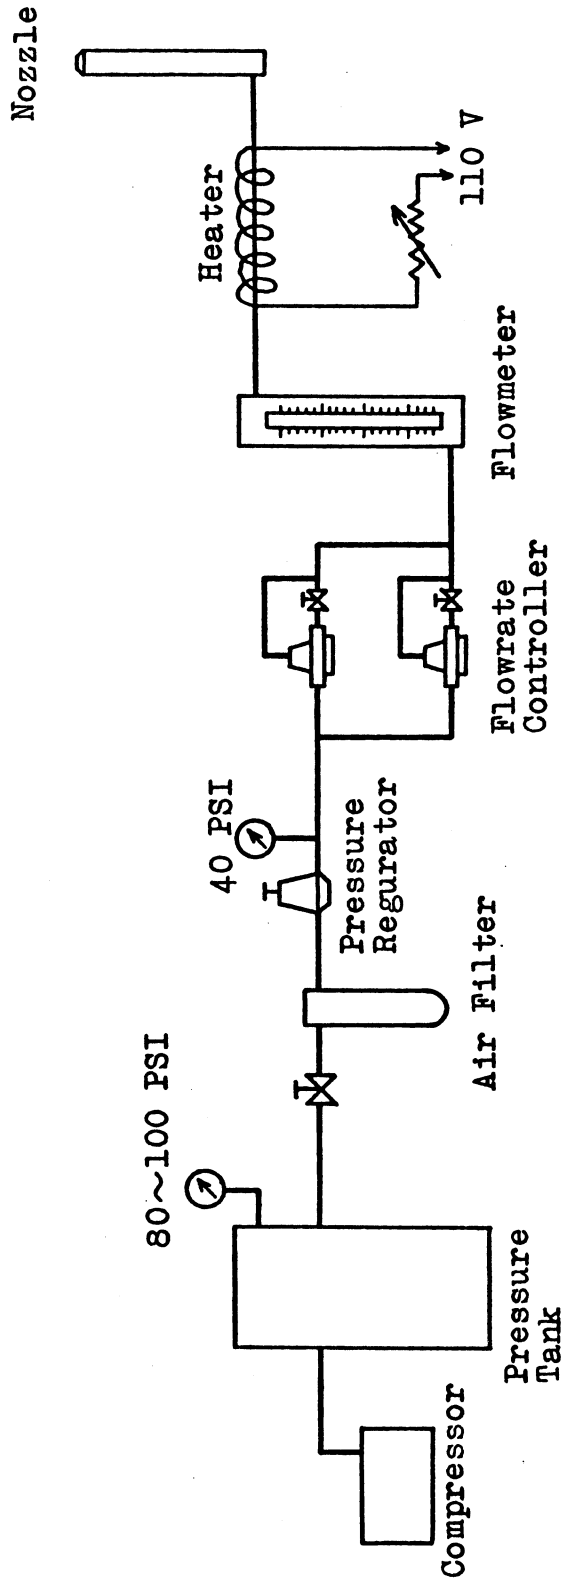 Compressor
Pressure
Tank
80~100 PSI
Air Filter
Pressure
Regurator
40 PSI
Flowrate
Controller
Flowmeter
Heater
110 V
Nozzle